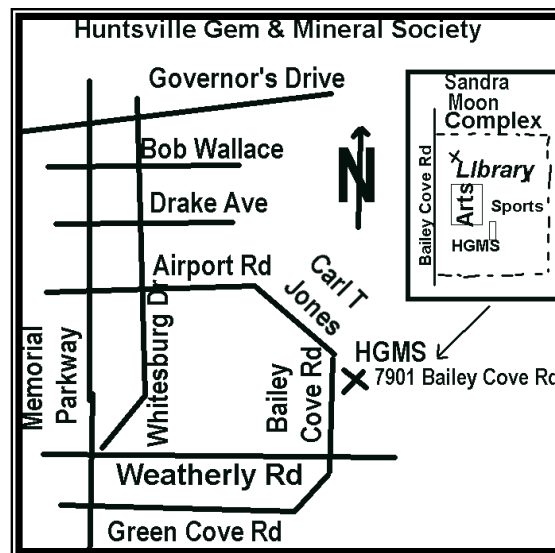 Huntsville Gem & Mineral Society
Governor's Drive
Bob Wallace
Drake Ave
Airport Rd
Carl T
Jones
N
Sandra
Moon
Complex
Bailey Cove Rd
Library
Arts
Sports
HGMS
Memorial
Parkway
Whitesburg Dr
Bailey
Cove Rd
HGMS
7901 Bailey Cove Rd
Weatherly Rd
Green Cove Rd